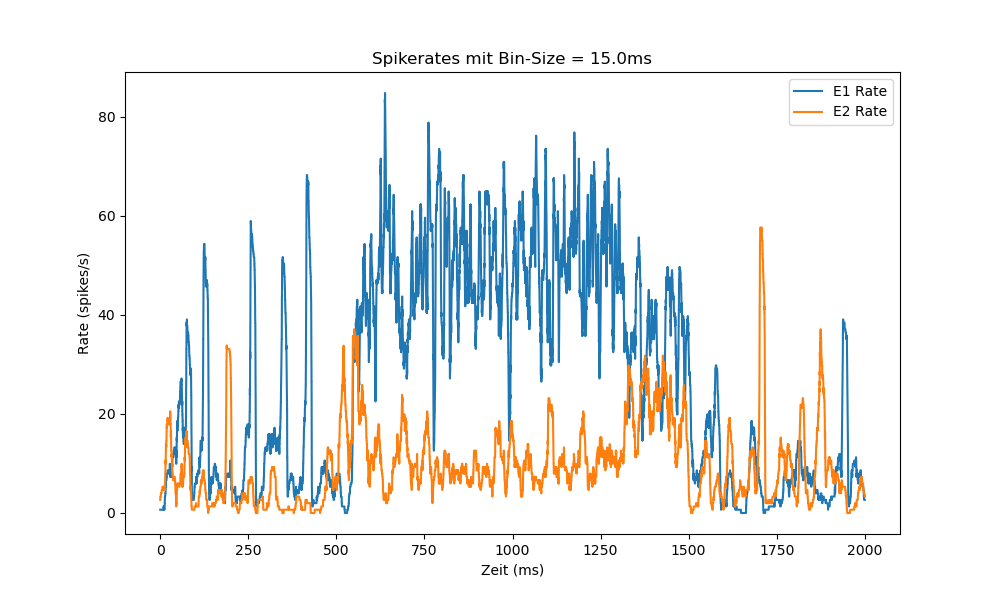 Spikerates mit Bin-Size = 15.0ms
E1 Rate
E2 Rate
Rate (spikes/s)
80
60
40
20
0
0 250 500 750 1000 1250 1500 1750 2000
Zeit (ms)